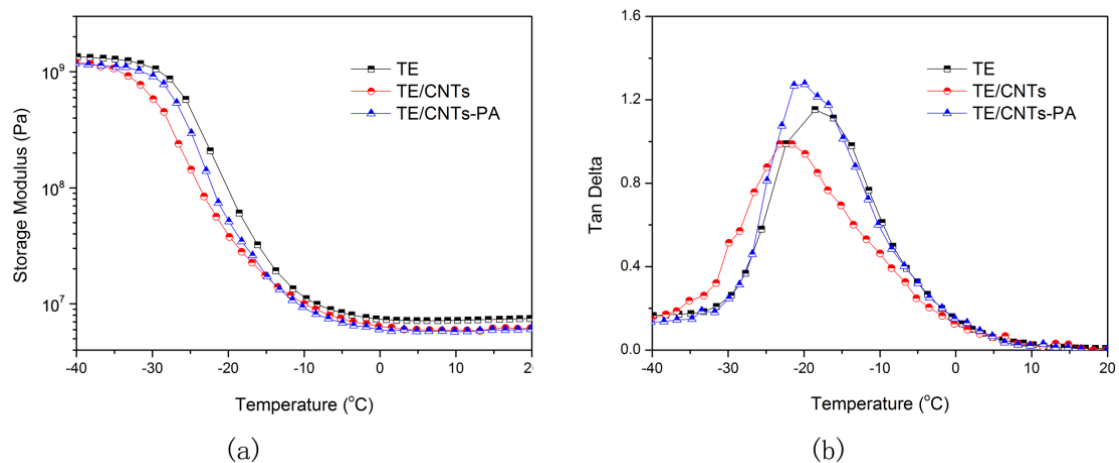 TE
TE/CNTs
TE/CNTs-PA
Storage Modulus (Pa)
10⁹
10⁸
10⁷
-40 -30 -20 -10 0 10 20
Temperature (°C)
(a)
TE
TE/CNTs
TE/CNTs-PA
Tan Delta
1.6
1.2
0.8
0.4
0.0
-40 -30 -20 -10 0 10 20
Temperature (°C)
(b)